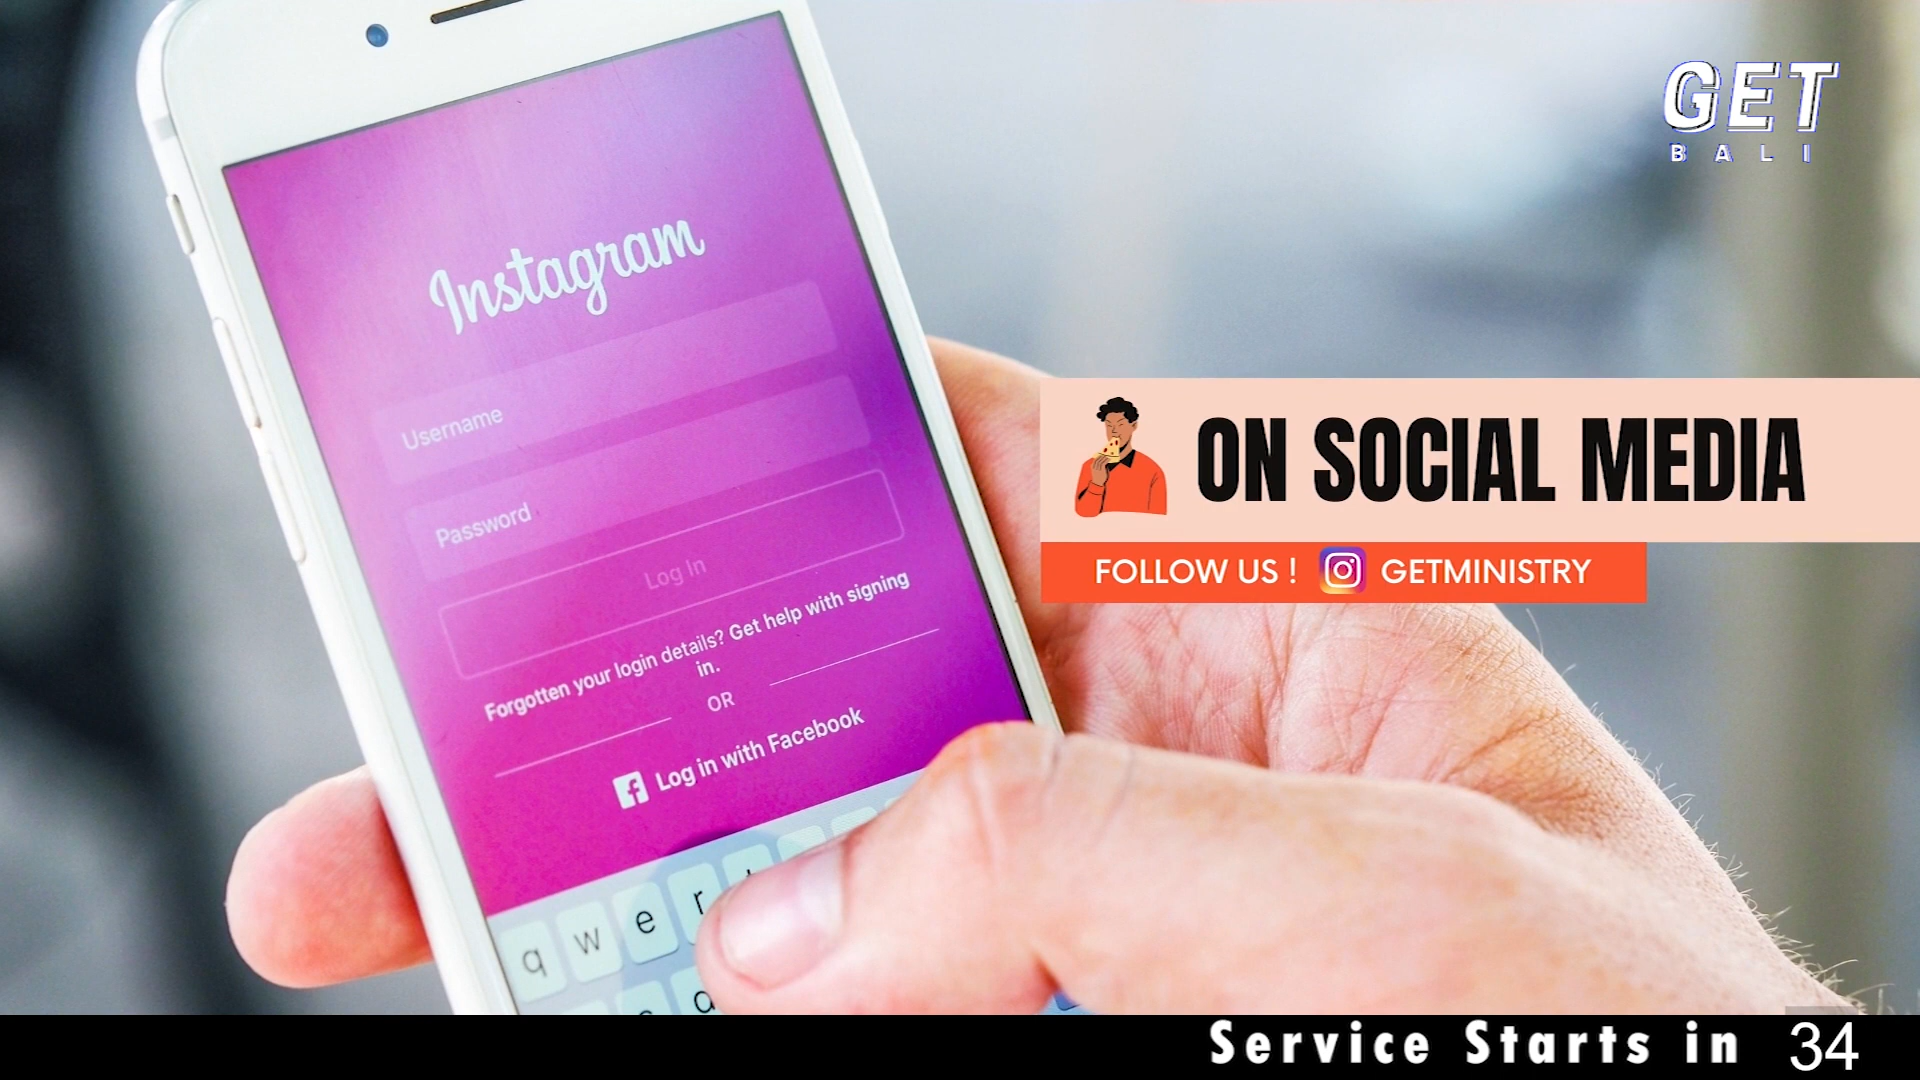 GET
BALI
Instagram
Username
Password
Log In
Forgotten your login details? Get help with signing
in.
OR
Log in with Facebook
q w e r
ON SOCIAL MEDIA
FOLLOW US ! GETMINISTRY
Service Starts in 34